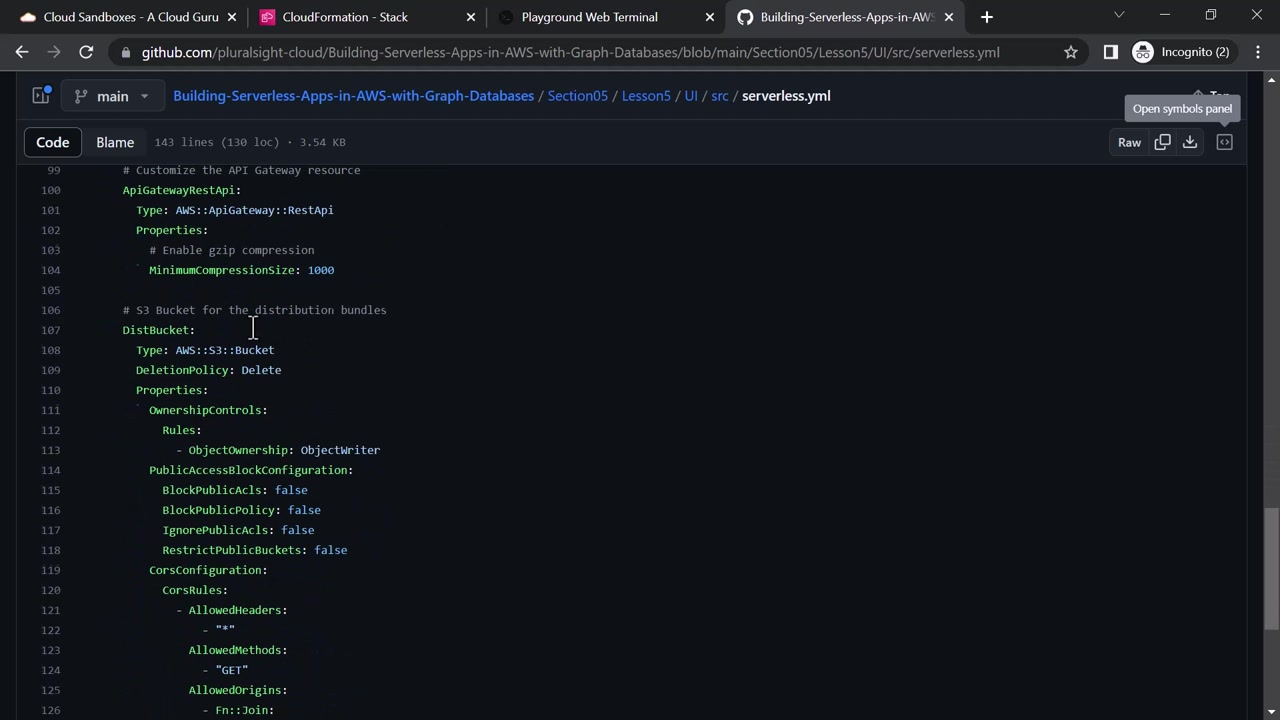 Cloud Sandboxes - A Cloud Guru
CloudFormation - Stack
Playground Web Terminal
Building-Serverless-Apps-in-AWS
github.com/pluralsight-cloud/Building-Serverless-Apps-in-AWS-with-Graph-Databases/blob/main/Section05/Lesson5/UI/src/serverless.yml
Incognito (2)
main
Building-Serverless-Apps-in-AWS-with-Graph-Databases / Section05 / Lesson5 / UI / src / serverless.yml
Top
Open symbols panel
Code
Blame
143 lines (130 loc) · 3.54 KB
Raw
99 # Customize the API Gateway resource
100 ApiGatewayRestApi:
101 Type: AWS::ApiGateway::RestApi
102 Properties:
103 # Enable gzip compression
104 MinimumCompressionSize: 1000
105
106 # S3 Bucket for the distribution bundles
107 DistBucket:
108 Type: AWS::S3::Bucket
109 DeletionPolicy: Delete
110 Properties:
111 OwnershipControls:
112 Rules:
113 - ObjectOwnership: ObjectWriter
114 PublicAccessBlockConfiguration:
115 BlockPublicAcls: false
116 BlockPublicPolicy: false
117 IgnorePublicAcls: false
118 RestrictPublicBuckets: false
119 CorsConfiguration:
120 CorsRules:
121 - AllowedHeaders:
122 - "*"
123 AllowedMethods:
124 - "GET"
125 AllowedOrigins:
126 - Fn::Join: